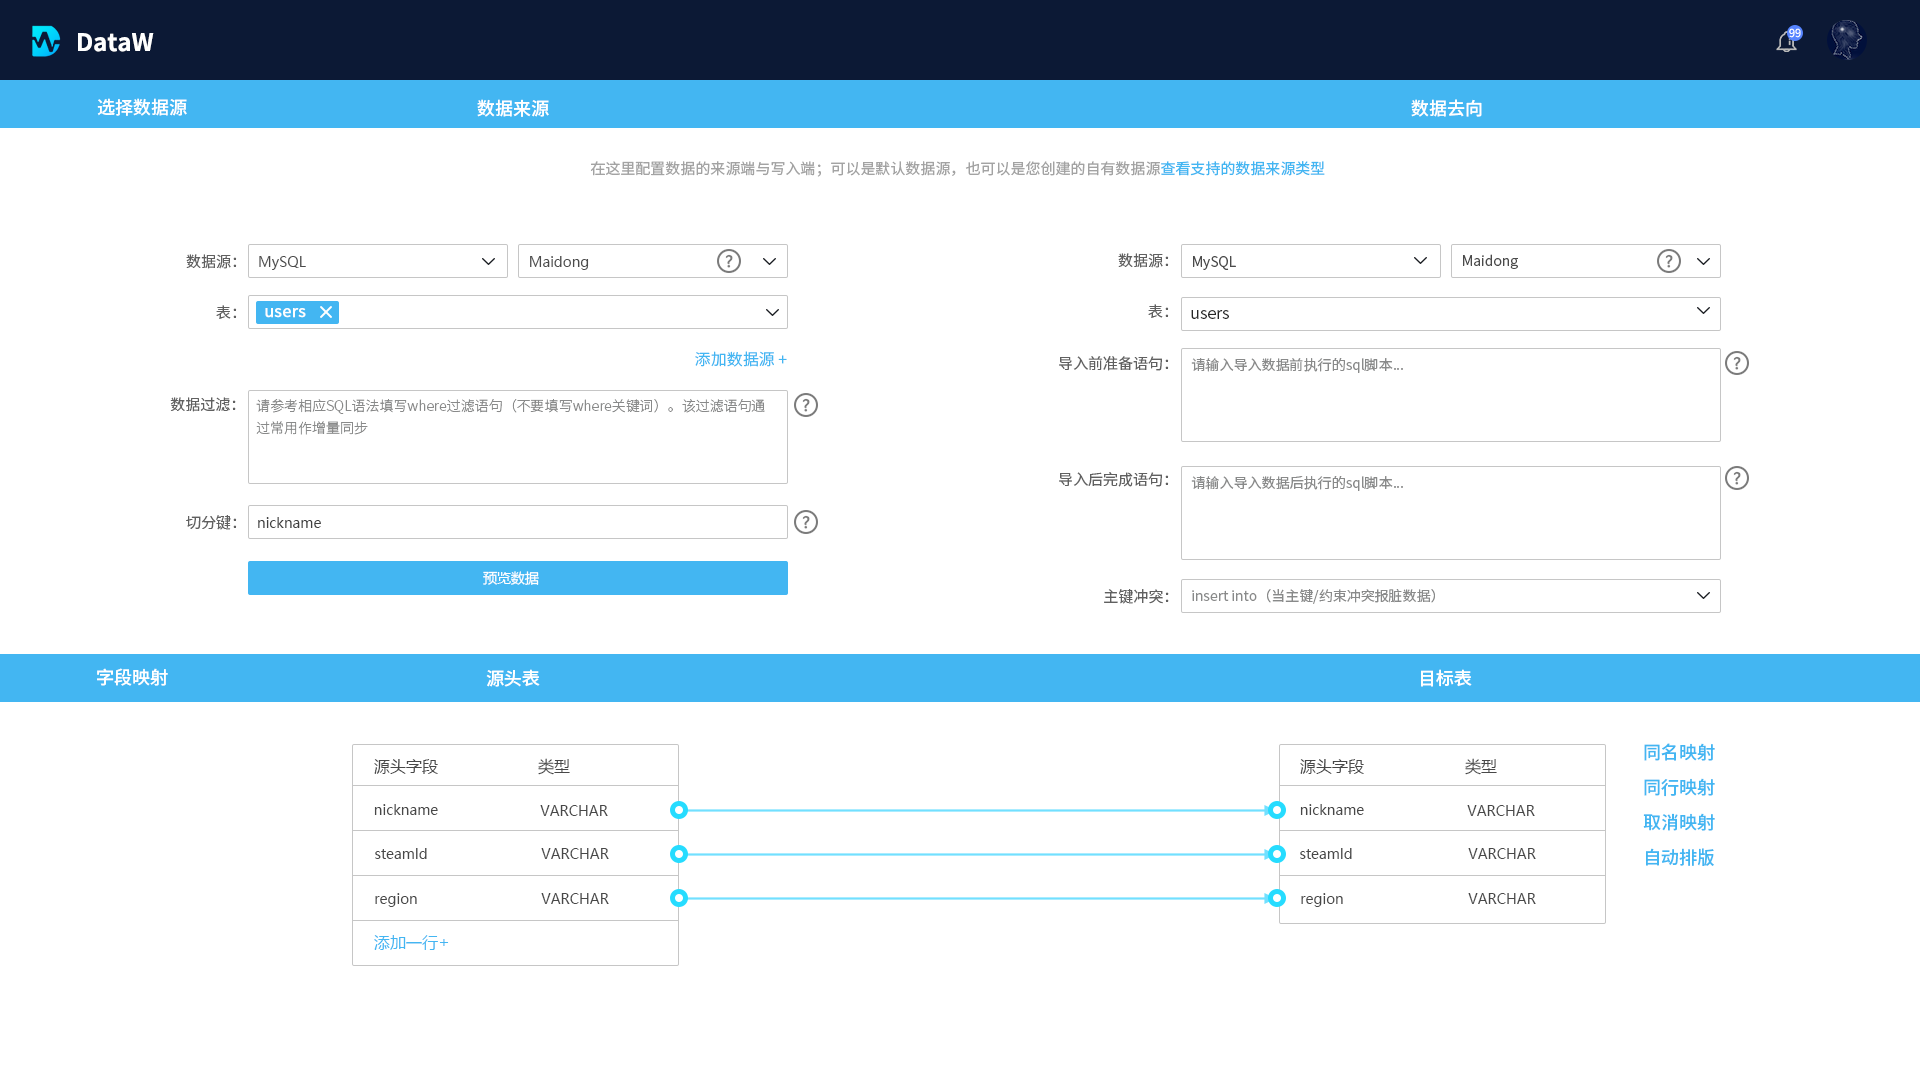 DataW
99
选择数据源
数据来源
数据去向
在这里配置数据的来源端与写入端；可以是默认数据源，也可以是您创建的自有数据源查看支持的数据来源类型
数据源：
MySQL
Maidong
?
表：
users
添加数据源 +
数据过滤：
请参考相应SQL语法填写where过滤语句（不要填写where关键词）。该过滤语句通
过常用作增量同步
?
切分键：
nickname
?
预览数据
数据源：
MySQL
Maidong
?
表：
users
导入前准备语句：
请输入导入数据前执行的sql脚本...
?
导入后完成语句：
请输入导入数据后执行的sql脚本...
?
主键冲突：
insert into（当主键/约束冲突报脏数据）
字段映射
源头表
目标表
源头字段 类型
nickname VARCHAR
steamId VARCHAR
region VARCHAR
添加一行+
源头字段 类型
nickname VARCHAR
steamId VARCHAR
region VARCHAR
同名映射
同行映射
取消映射
自动排版